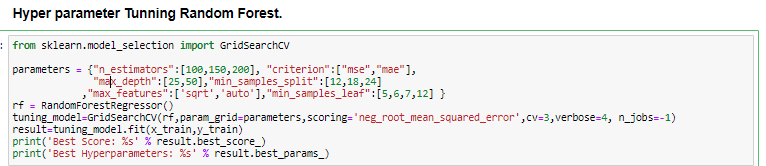 Hyper parameter Tunning Random Forest.
: from sklearn.model_selection import GridSearchCV
parameters = {"n_estimators":[100,150,200], "criterion":["mse","mae"],
"max_depth":[25,50],"min_samples_split":[12,18,24]
,"max_features":['sqrt','auto'],"min_samples_leaf":[5,6,7,12] }
rf = RandomForestRegressor()
tuning_model=GridSearchCV(rf,param_grid=parameters,scoring='neg_root_mean_squared_error',cv=3,verbose=4, n_jobs=-1)
result=tuning_model.fit(x_train,y_train)
print('Best Score: %s' % result.best_score_)
print('Best Hyperparameters: %s' % result.best_params_)